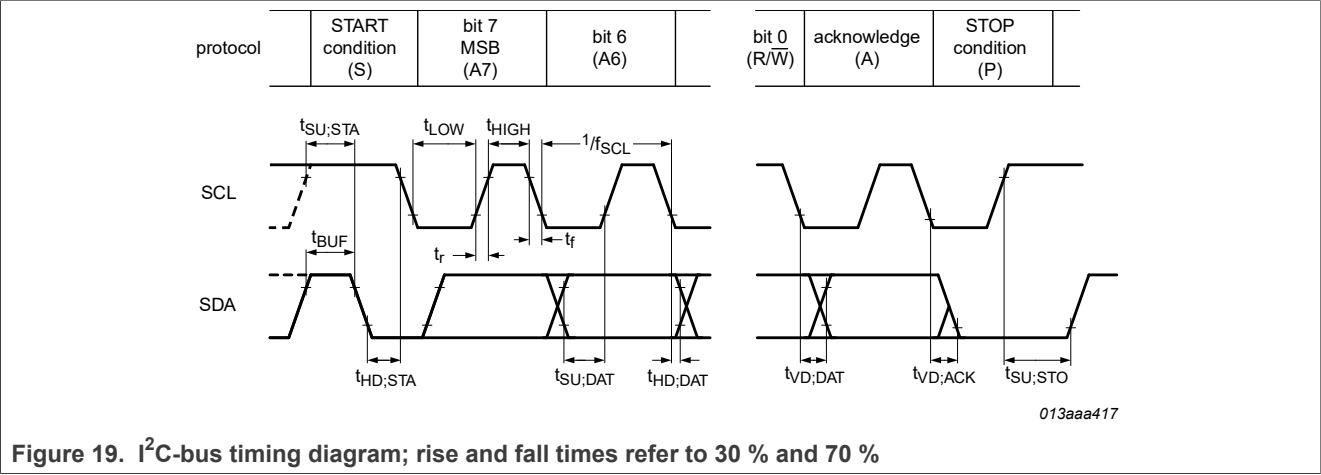 protocol
START
condition
(S)
bit 7
MSB
(A7)
bit 6
(A6)
bit 0
(R/W̅)
acknowledge
(A)
STOP
condition
(P)
tSU;STA
tLOW
tHIGH
1/fSCL
SCL
tBUF
tr
tf
SDA
tHD;STA
tSU;DAT
tHD;DAT
tVD;DAT
tVD;ACK
tSU;STO
013aaa417
Figure 19. I²C-bus timing diagram; rise and fall times refer to 30 % and 70 %